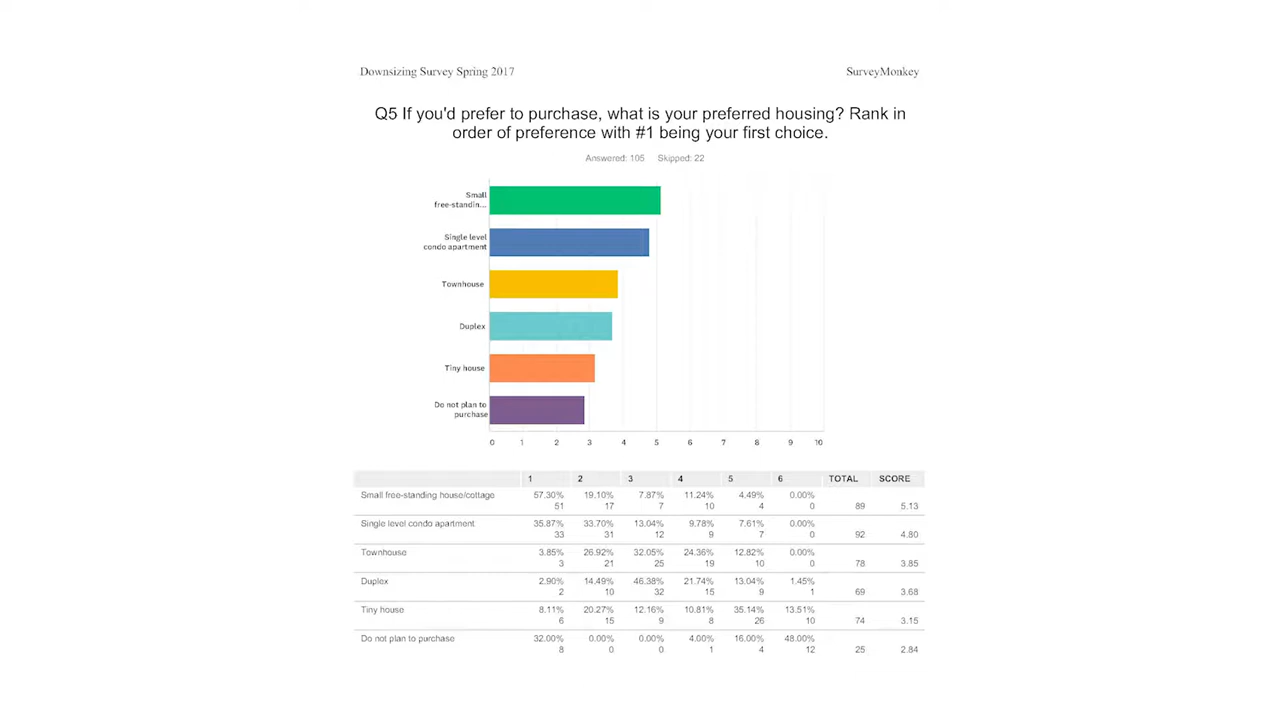 Downsizing Survey Spring 2017 SurveyMonkey
Q5 If you'd prefer to purchase, what is your preferred housing? Rank in
order of preference with #1 being your first choice.
Answered: 105 Skipped: 22
Small
free-standin...
Single level
condo apartment
Townhouse
Duplex
Tiny house
Do not plan to
purchase
0 1 2 3 4 5 6 7 8 9 10
1 2 3 4 5 6 TOTAL SCORE
Small free-standing house/cottage 57.30% 19.10% 7.87% 11.24% 4.49% 0.00%
51 17 7 10 4 0 89 5.13
Single level condo apartment 35.87% 33.70% 13.04% 9.78% 7.61% 0.00%
33 31 12 9 7 0 92 4.80
Townhouse 3.85% 26.92% 32.05% 24.36% 12.82% 0.00%
3 21 25 19 10 0 78 3.85
Duplex 2.90% 14.49% 46.38% 21.74% 13.04% 1.45%
2 10 32 15 9 1 69 3.68
Tiny house 8.11% 20.27% 12.16% 10.81% 35.14% 13.51%
6 15 9 8 26 10 74 3.15
Do not plan to purchase 32.00% 0.00% 0.00% 4.00% 16.00% 48.00%
8 0 0 1 4 12 25 2.84